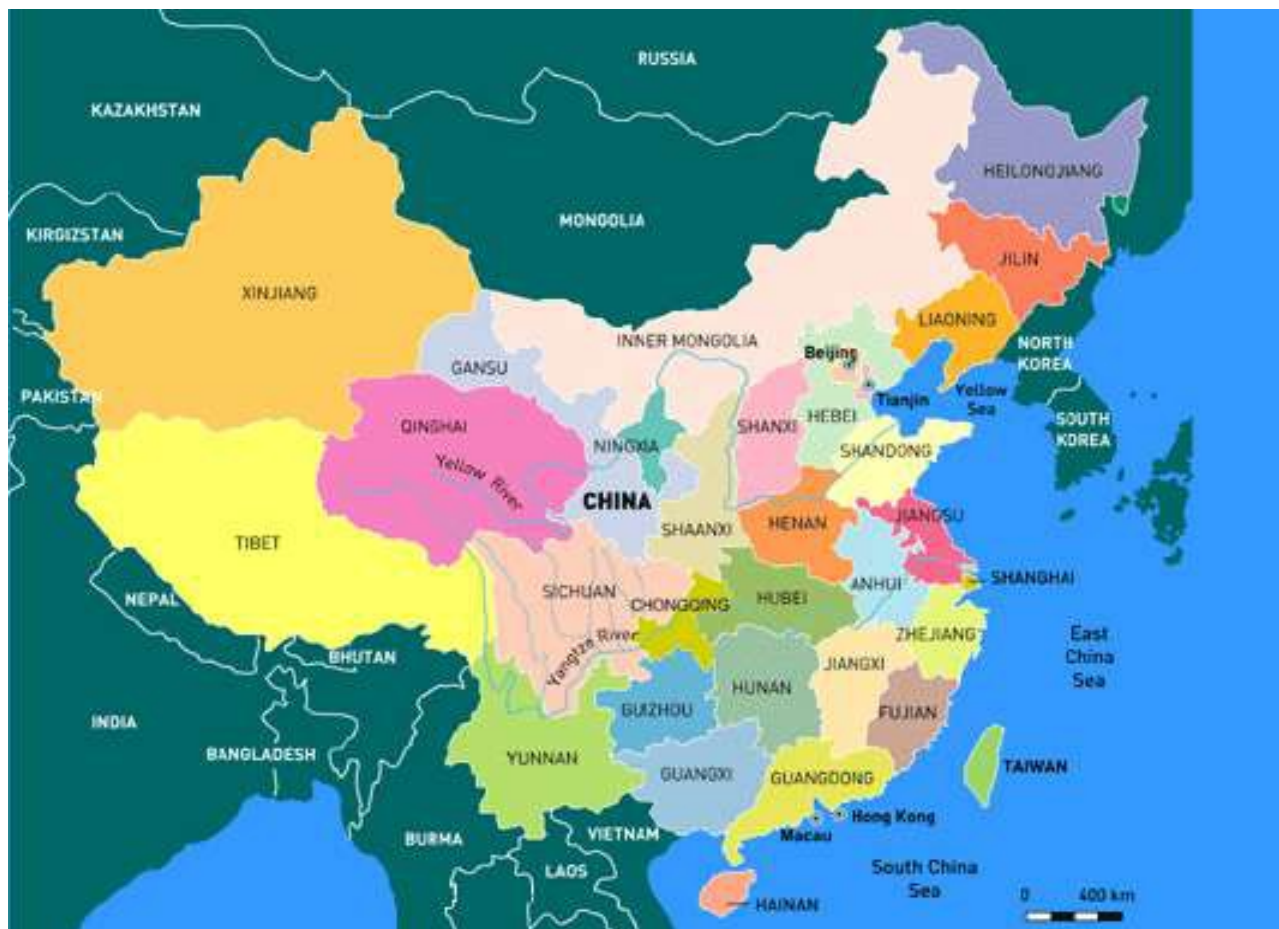 RUSSIA
KAZAKHSTAN
HEILONGJIANG
MONGOLIA
KIRGIZSTAN
JILIN
XINJIANG
LIAONING
INNER MONGOLIA
Beijing
NORTH
KOREA
GANSU
PAKISTAN
Tianjin
Yellow
Sea
QINGHAI
SHANXI
HEBEI
SOUTH
KOREA
NINGXIA
SHANDONG
Yellow River
CHINA
JIANGSU
HENAN
SHAANXI
TIBET
SHANGHAI
ANHUI
SICHUAN
NEPAL
CHONGQING
HUBEI
ZHEJIANG
East
China
Sea
Yangtza River
BHUTAN
JIANGXI
HUNAN
GUIZHOU
FUJIAN
INDIA
BANGLADESH
YUNNAN
GUANGXI
GUANGDONG
TAIWAN
Hong Kong
Macau
VIETNAM
BURMA
LAOS
South China
Sea
0 400 km
HAINAN